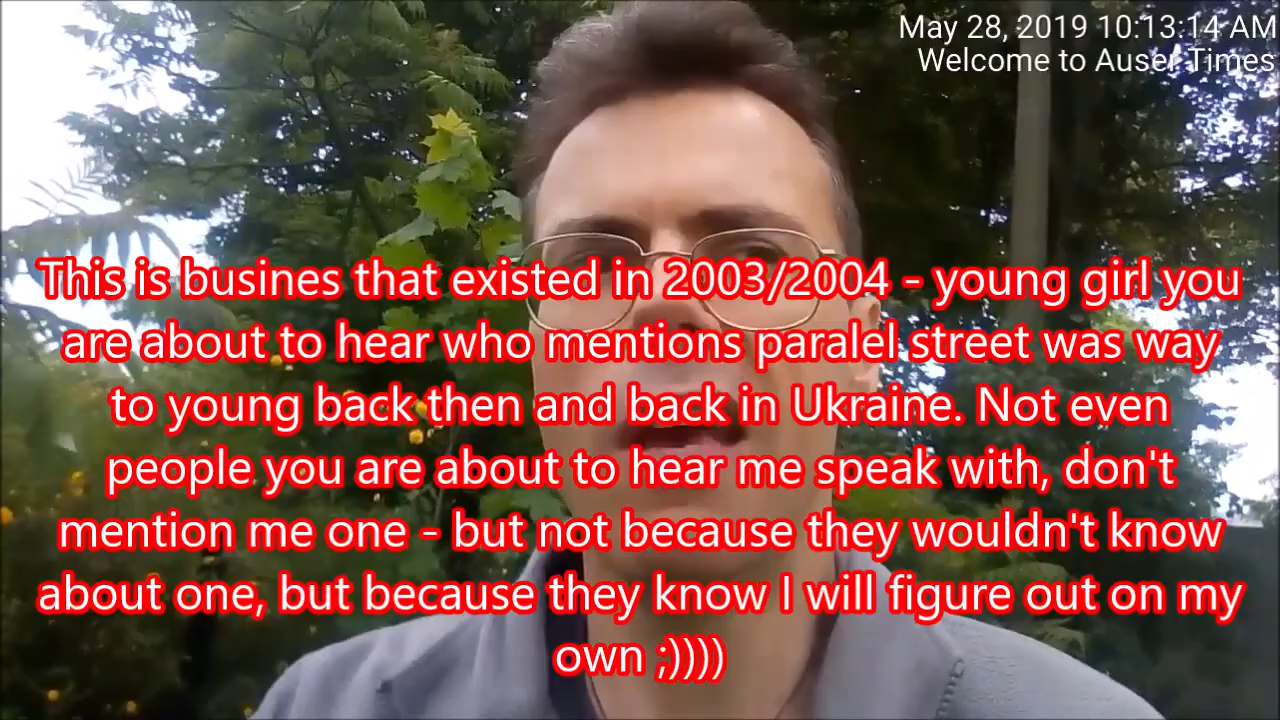 May 28, 2019 10:13:14 AM
Welcome to Auser Times
This is busines that existed in 2003/2004 - young girl you
are about to hear who mentions paralel street was way
to young back then and back in Ukraine. Not even
people you are about to hear me speak with, don't
mention me one - but not because they wouldn't know
about one, but because they know I will figure out on my
own ;))))